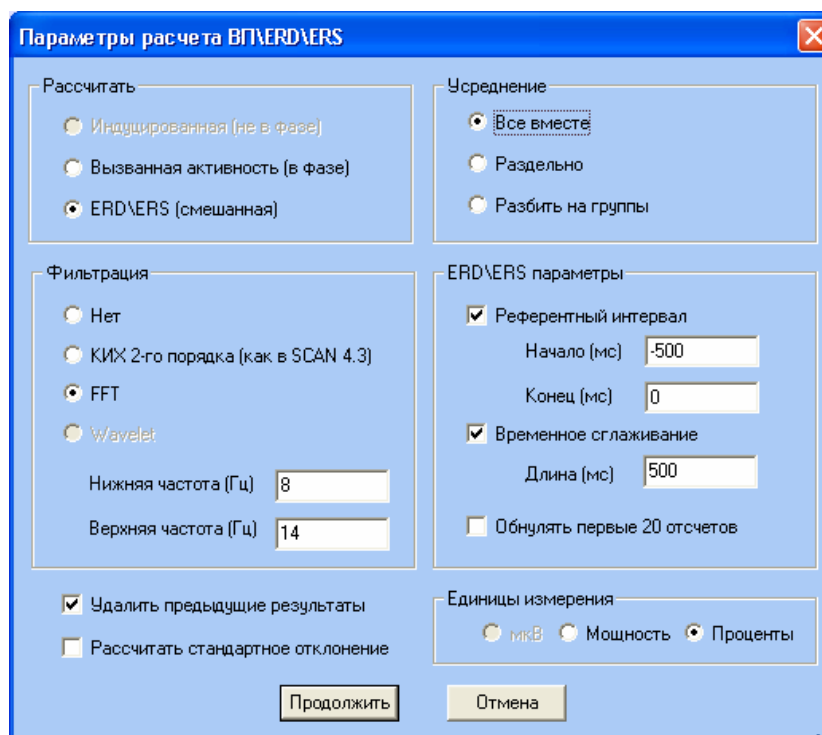 Параметры расчета ВП\ERD\ERS
Рассчитать
Индуцированная (не в фазе)
Вызванная активность (в фазе)
ERD\ERS (смешанная)
Усреднение
Все вместе
Раздельно
Разбить на группы
Фильтрация
Нет
КИХ 2-го порядка (как в SCAN 4.3)
FFT
Wavelet
Нижняя частота (Гц) 8
Верхняя частота (Гц) 14
ERD\ERS параметры
Референтный интервал
Начало (мс) -500
Конец (мс) 0
Временное сглаживание
Длина (мс) 500
Обнулять первые 20 отсчетов
Удалить предыдущие результаты
Рассчитать стандартное отклонение
Единицы измерения
мкВ Мощность Проценты
Продолжить Отмена